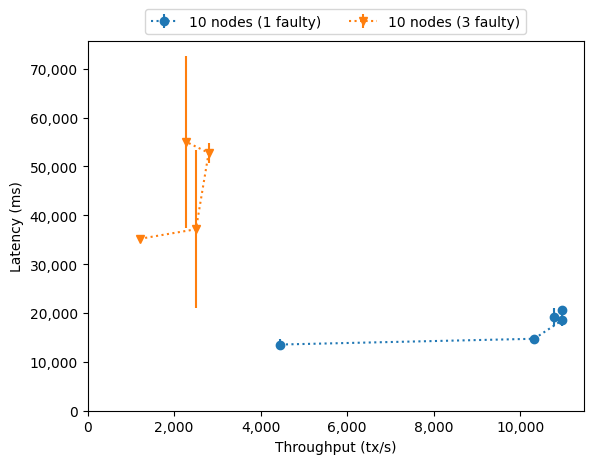 10 nodes (1 faulty) 10 nodes (3 faulty)
70,000
60,000
50,000
40,000
30,000
20,000
10,000
0
Latency (ms)
0 2,000 4,000 6,000 8,000 10,000
Throughput (tx/s)